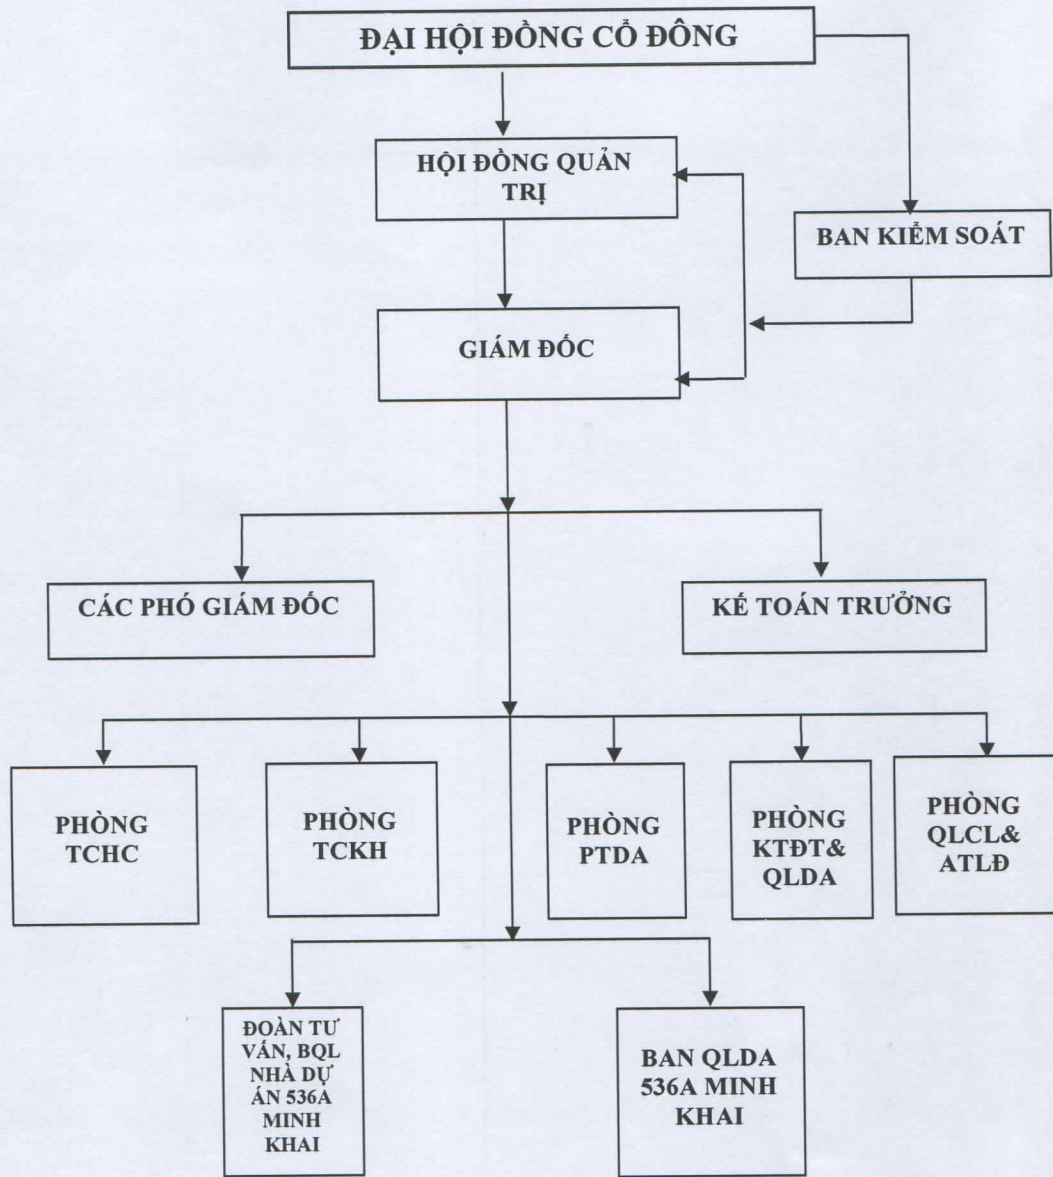 ĐẠI HỘI ĐỒNG CỔ ĐÔNG
HỘI ĐỒNG QUẢN
TRỊ
BAN KIỂM SOÁT
GIÁM ĐỐC
CÁC PHÓ GIÁM ĐỐC
KẾ TOÁN TRƯỞNG
PHÒNG
TCHC
PHÒNG
TCKH
PHÒNG
PTDA
PHÒNG
KTĐT&
QLDA
PHÒNG
QLCL&
ATLĐ
ĐOÀN TƯ
VẤN, BQL
NHÀ DỰ
ÁN 536A
MINH
KHAI
BAN QLDA
536A MINH
KHAI